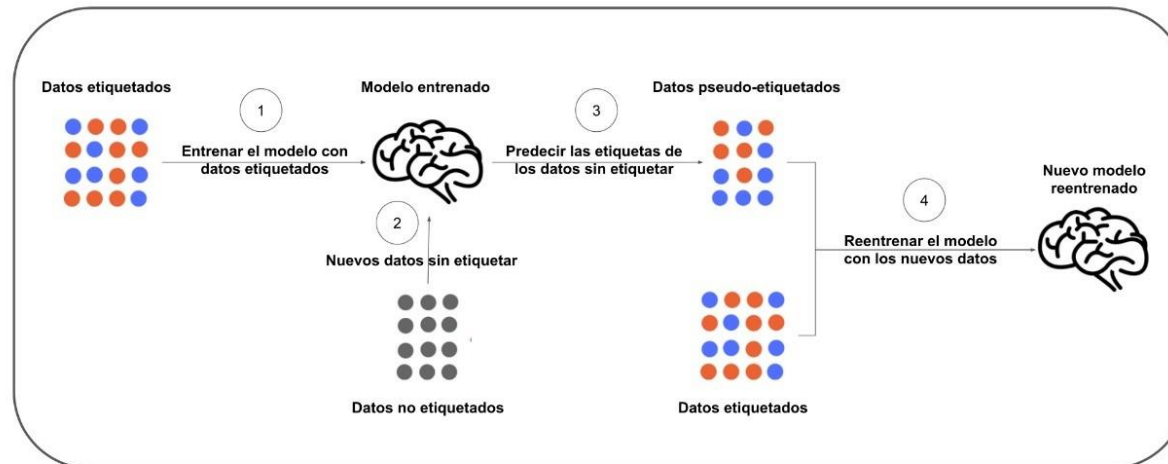 Datos etiquetados
1
Entrenar el modelo con
datos etiquetados
Modelo entrenado
2
Nuevos datos sin etiquetar
Datos no etiquetados
3
Predecir las etiquetas de
los datos sin etiquetar
Datos pseudo-etiquetados
Datos etiquetados
4
Reentrenar el modelo
con los nuevos datos
Nuevo modelo
reentrenado